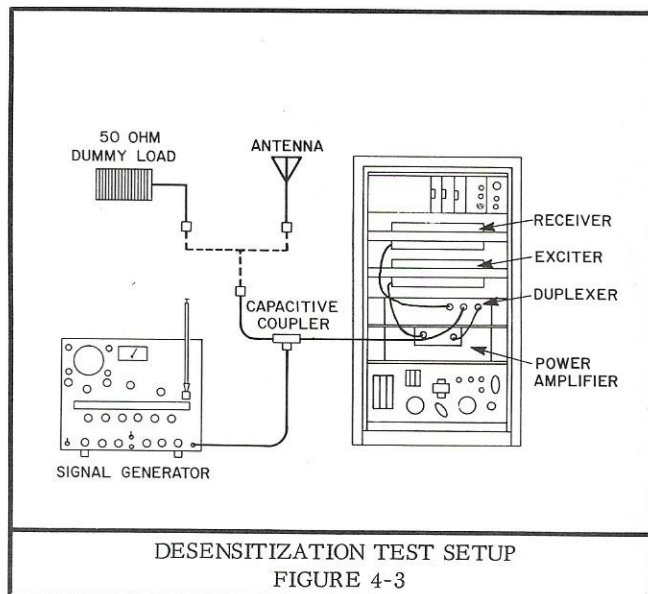 50 OHM
DUMMY LOAD
ANTENNA
RECEIVER
EXCITER
DUPLEXER
CAPACITIVE
COUPLER
POWER
AMPLIFIER
SIGNAL GENERATOR
DESENSITIZATION TEST SETUP
FIGURE 4-3